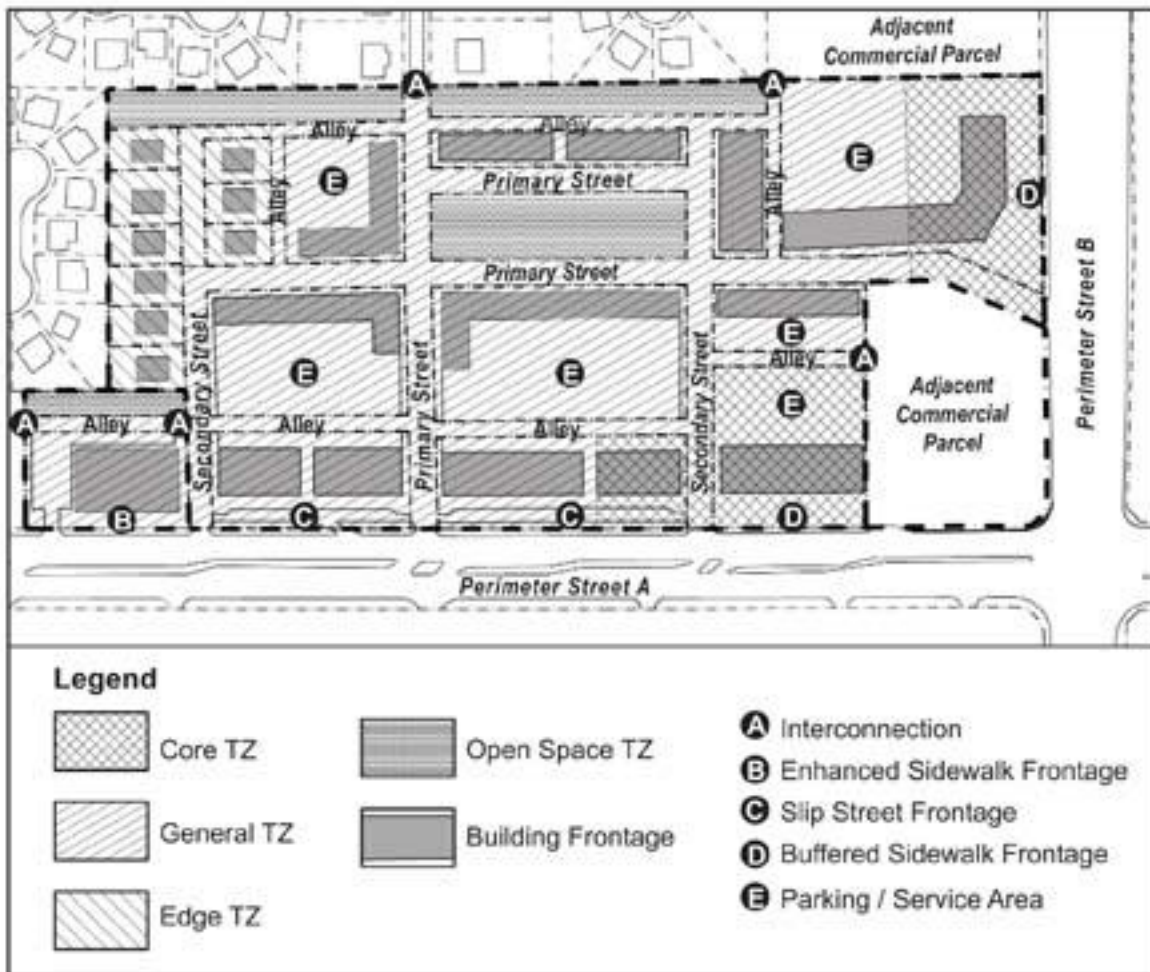 Adjacent
Commercial Parcel
A
A
Alley
Alley
E
Primary Street
E
Alley
Alley
D
Primary Street
Perimeter Street B
Secondary Street
E
Primary Street
E
Secondary Street
E
Alley
A
E
Adjacent
Commercial
Parcel
A
Alley
A
Alley
Alley
B
C
C
D
Perimeter Street A
Legend
Core TZ
General TZ
Edge TZ
Open Space TZ
Building Frontage
A Interconnection
B Enhanced Sidewalk Frontage
C Slip Street Frontage
D Buffered Sidewalk Frontage
E Parking / Service Area